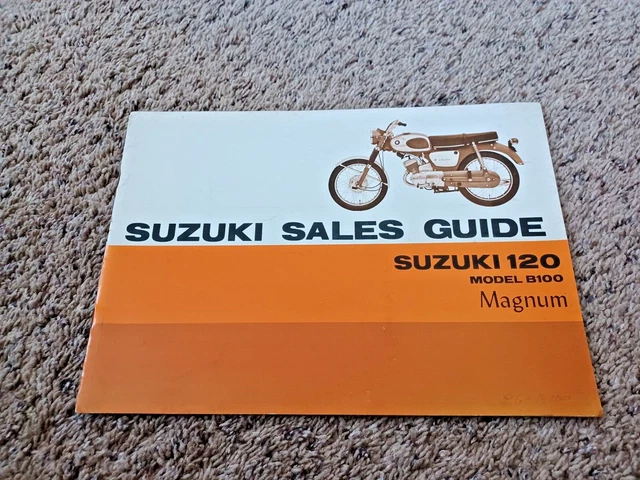 SUZUKI SALES GUIDE
SUZUKI 120
MODEL B100
Magnum